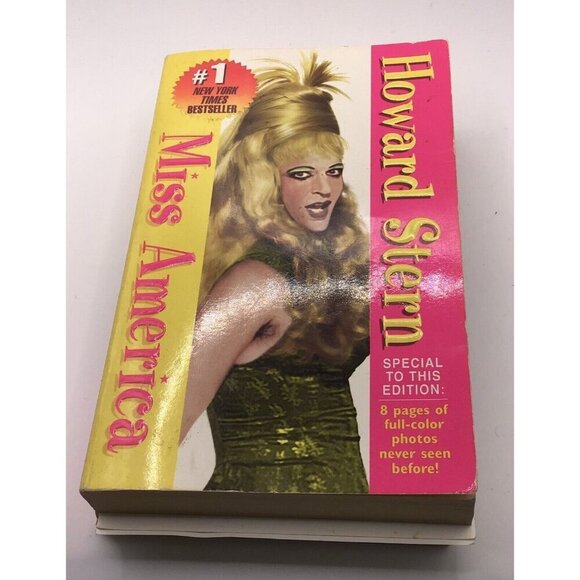 #1
NEW YORK
TIMES
BESTSELLER
Miss America
Howard Stern
SPECIAL
TO THIS
EDITION:
8 pages of
full-color
photos
never seen
before!